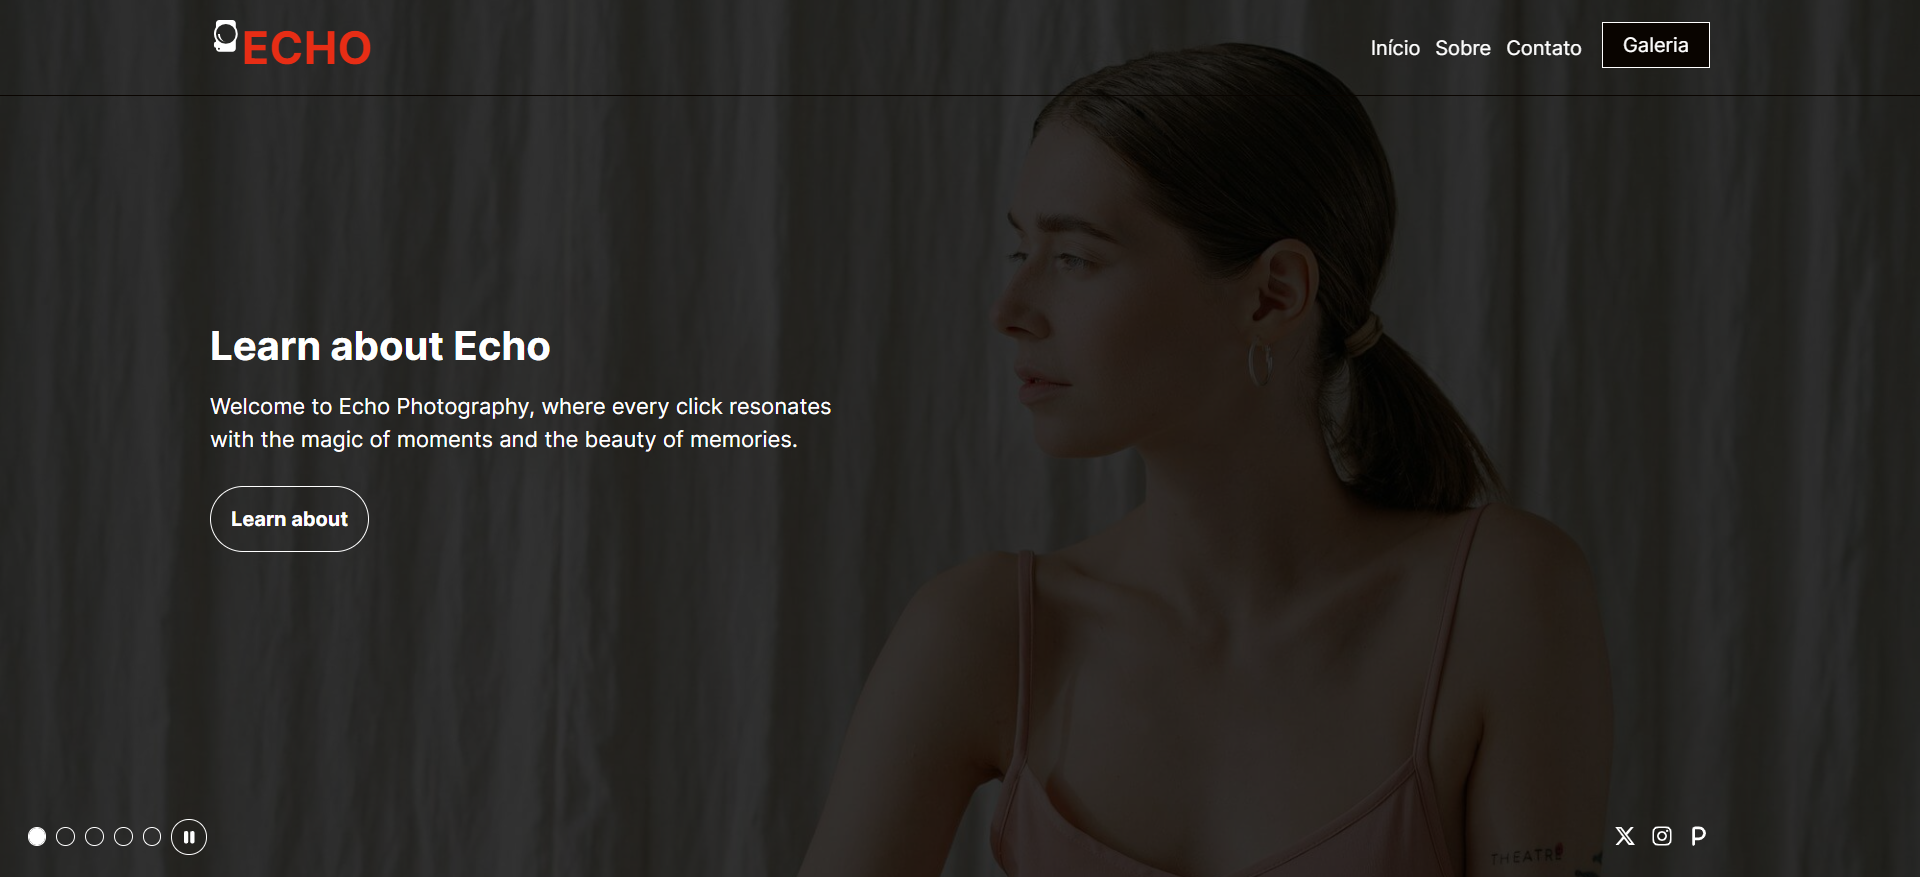 ECHO
Início Sobre Contato Galeria
Learn about Echo
Welcome to Echo Photography, where every click resonates
with the magic of moments and the beauty of memories.
Learn about
THEATRE